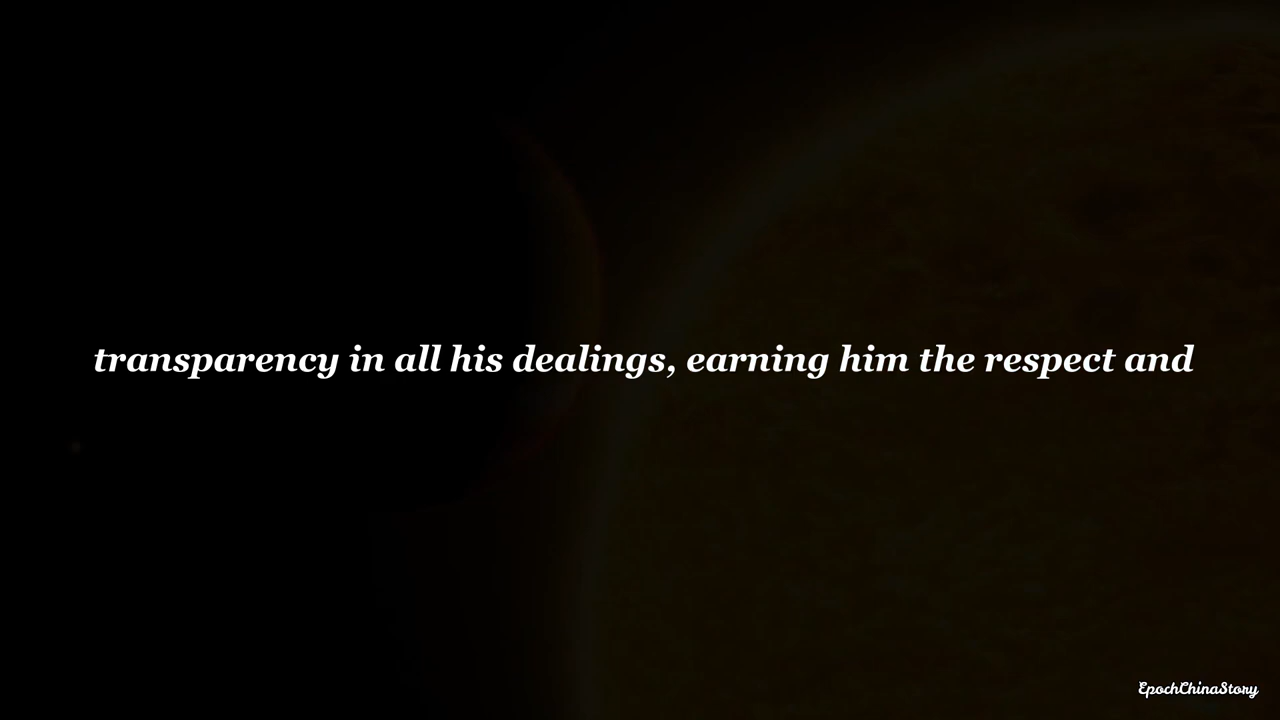 transparency in all his dealings, earning him the respect and
EpochChinaStory